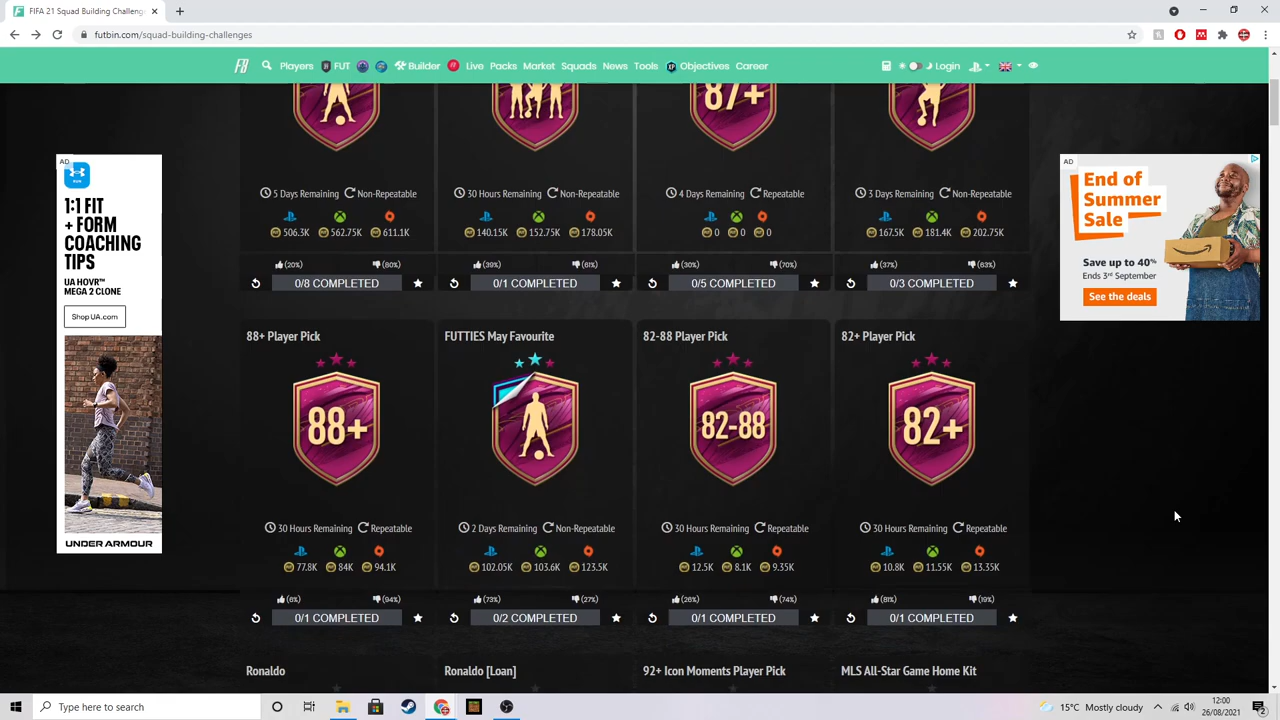 FIFA 21 Squad Building Challeng
futbin.com/squad-building-challenges
Players FUT Builder Live Packs Market Squads News Tools Objectives Career Login
87+
5 Days Remaining Non-Repeatable
30 Hours Remaining Non-Repeatable
4 Days Remaining Repeatable
3 Days Remaining Non-Repeatable
506.3K 562.75K 611.1K
140.15K 152.75K 178.05K
0 0 0
167.5K 181.4K 202.75K
(20%) (80%)
(39%) (61%)
(30%) (70%)
(37%) (63%)
0/8 COMPLETED
0/1 COMPLETED
0/5 COMPLETED
0/3 COMPLETED
88+ Player Pick
FUTTIES May Favourite
82-88 Player Pick
82+ Player Pick
88+
82-88
82+
30 Hours Remaining Repeatable
2 Days Remaining Non-Repeatable
30 Hours Remaining Repeatable
30 Hours Remaining Repeatable
77.8K 84K 94.1K
102.05K 103.6K 123.5K
12.5K 8.1K 9.35K
10.8K 11.55K 13.35K
(6%) (94%)
(73%) (27%)
(26%) (74%)
(81%) (19%)
0/1 COMPLETED
0/2 COMPLETED
0/1 COMPLETED
0/1 COMPLETED
Ronaldo
Ronaldo [Loan]
92+ Icon Moments Player Pick
MLS All-Star Game Home Kit
AD
RUN
1:1 FIT
+ FORM
COACHING
TIPS
UA HOVR™
MEGA 2 CLONE
Shop UA.com
UNDER ARMOUR
AD
End of
Summer
Sale
Save up to 40%
Ends 3rd September
See the deals
Type here to search
15°C Mostly cloudy
12:00
26/08/2021
2